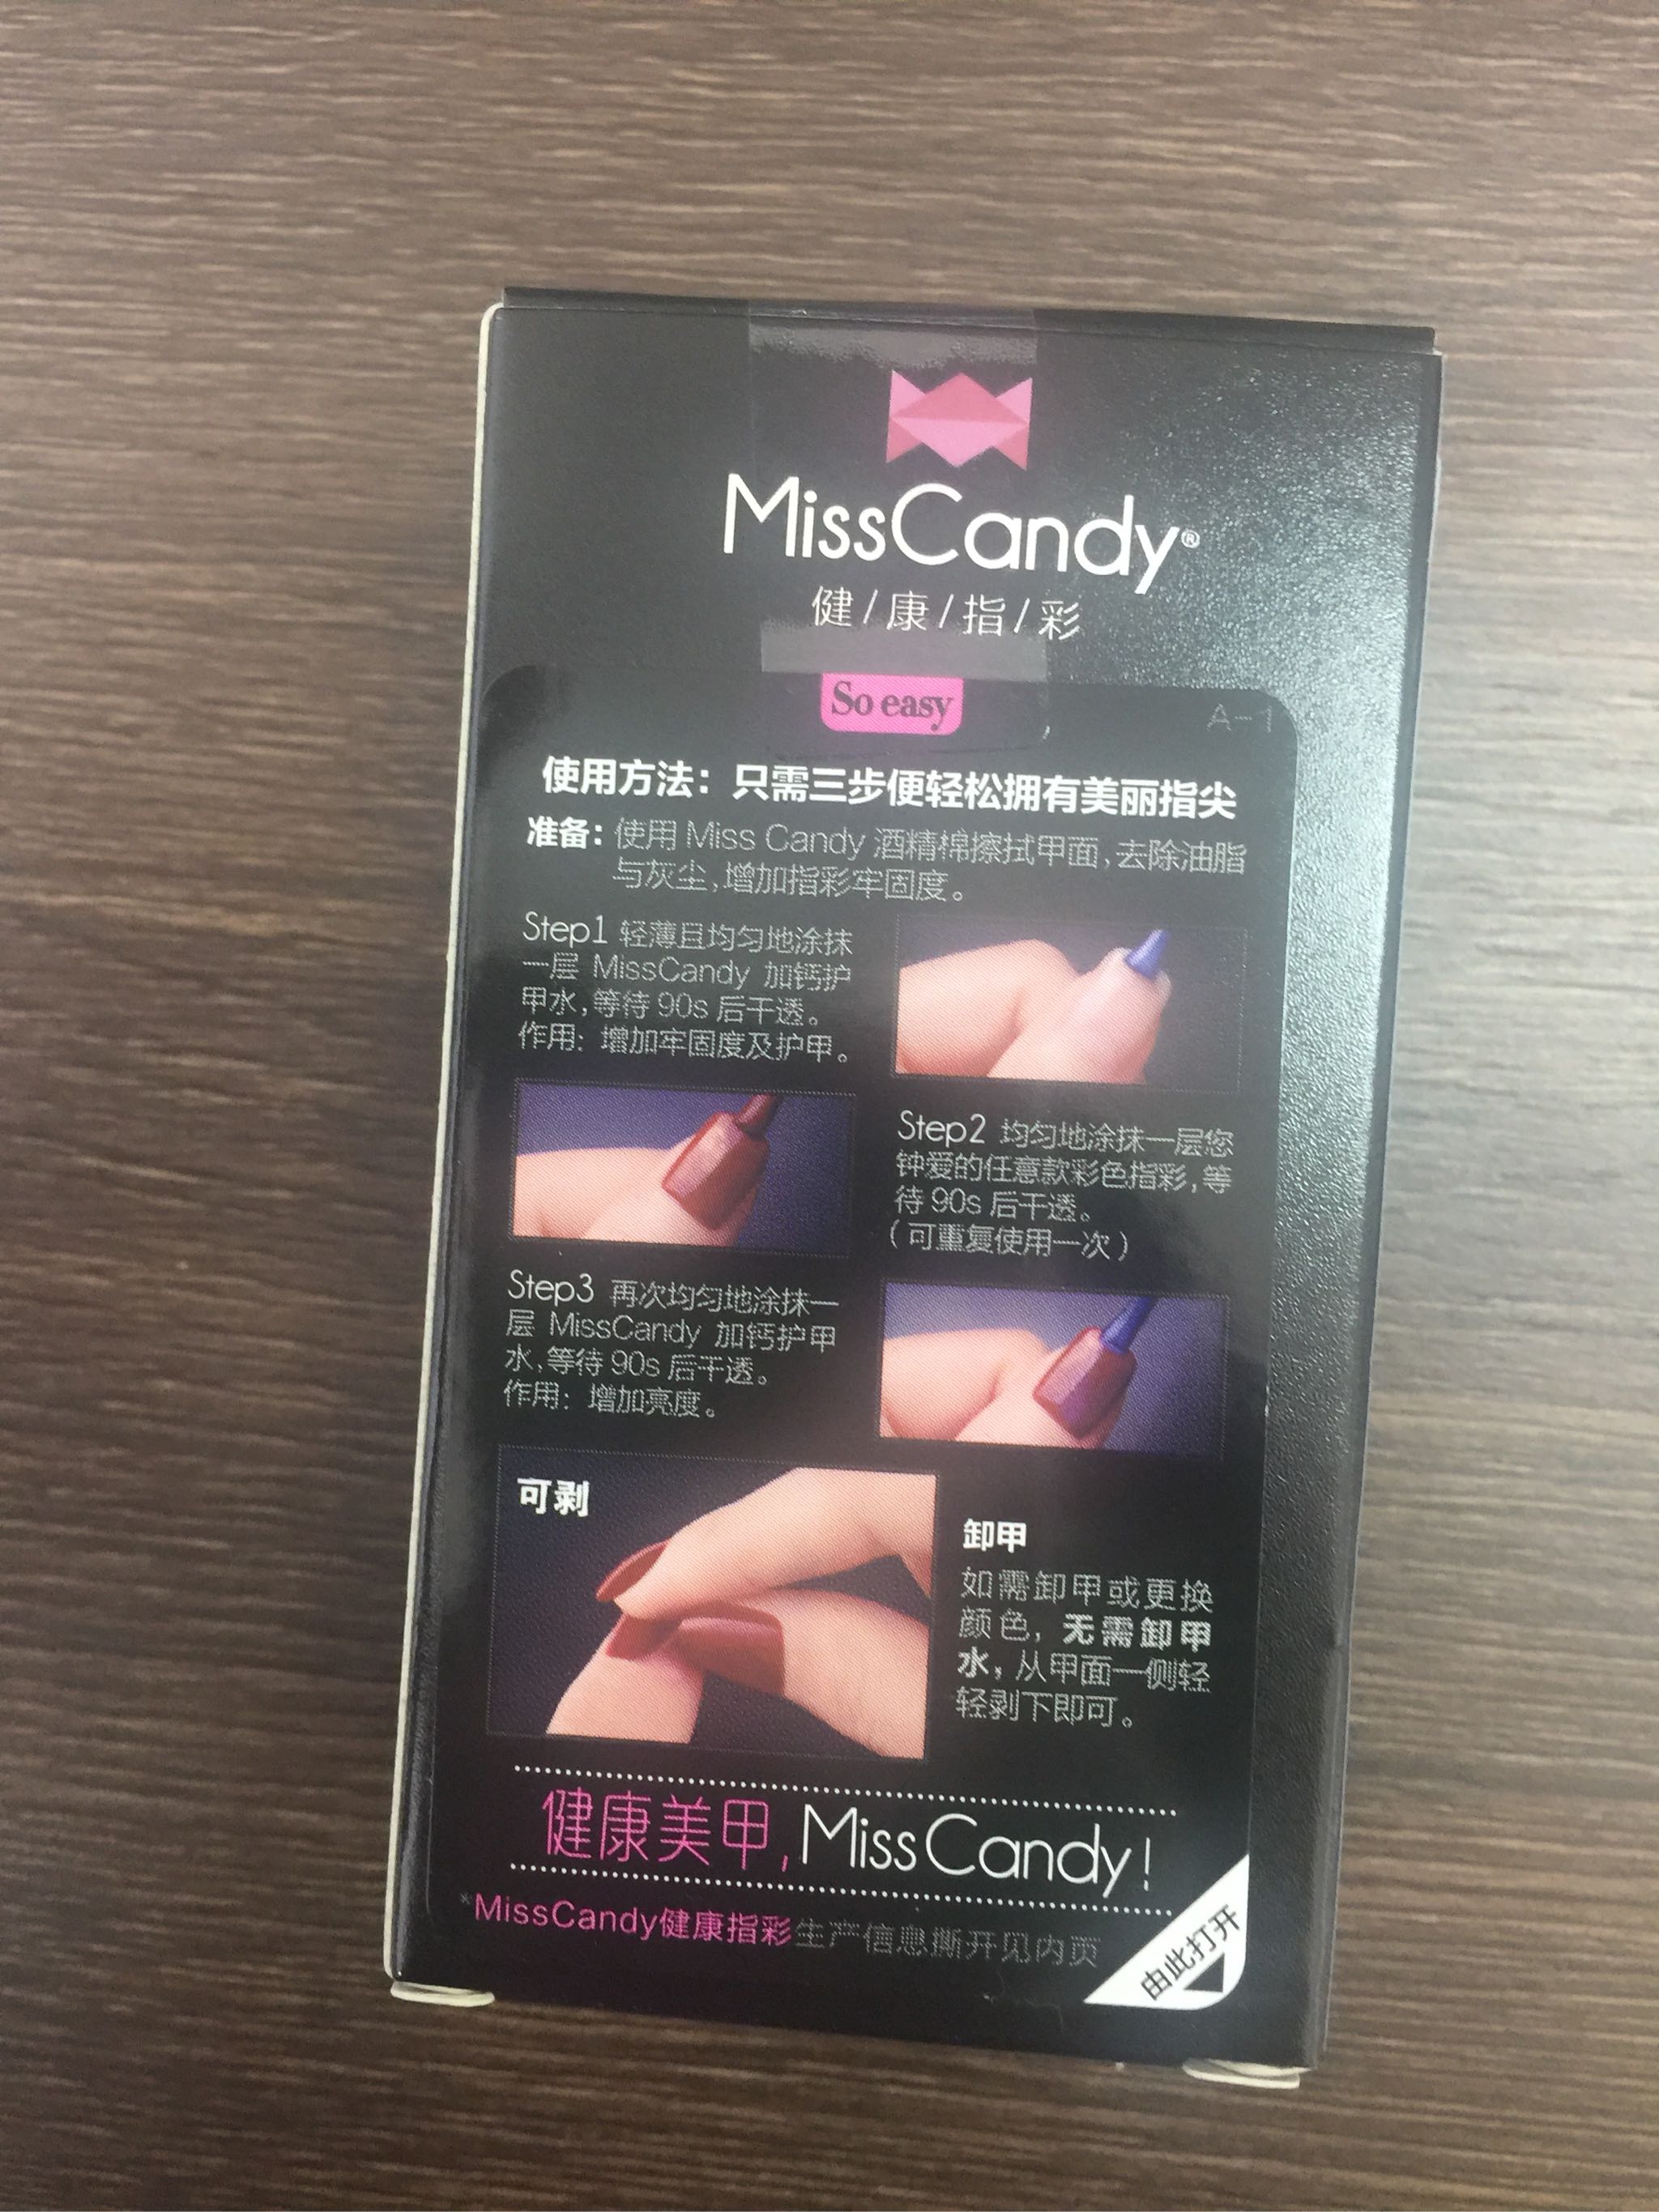 MissCandy®
健/康/指/彩
So easy
A-1
使用方法：只需三步便轻松拥有美丽指尖
准备：使用 Miss Candy 酒精棉擦拭甲面，去除油脂
与灰尘，增加指彩牢固度。
Step1 轻薄且均匀地涂抹
一层 MissCandy 加钙护
甲水，等待 90s 后干透。
作用：增加牢固度及护甲。
Step2 均匀地涂抹一层您
钟爱的任意款彩色指彩，等
待 90s 后干透。
（可重复使用一次）
Step3 再次均匀地涂抹一
层 MissCandy 加钙护甲
水，等待 90s 后干透。
作用：增加亮度。
可剥
卸甲
如需卸甲或更换
颜色，无需卸甲
水，从甲面一侧轻
轻剥下即可。
健康美甲，MissCandy！
*MissCandy健康指彩生产信息撕开见内页
由此打开